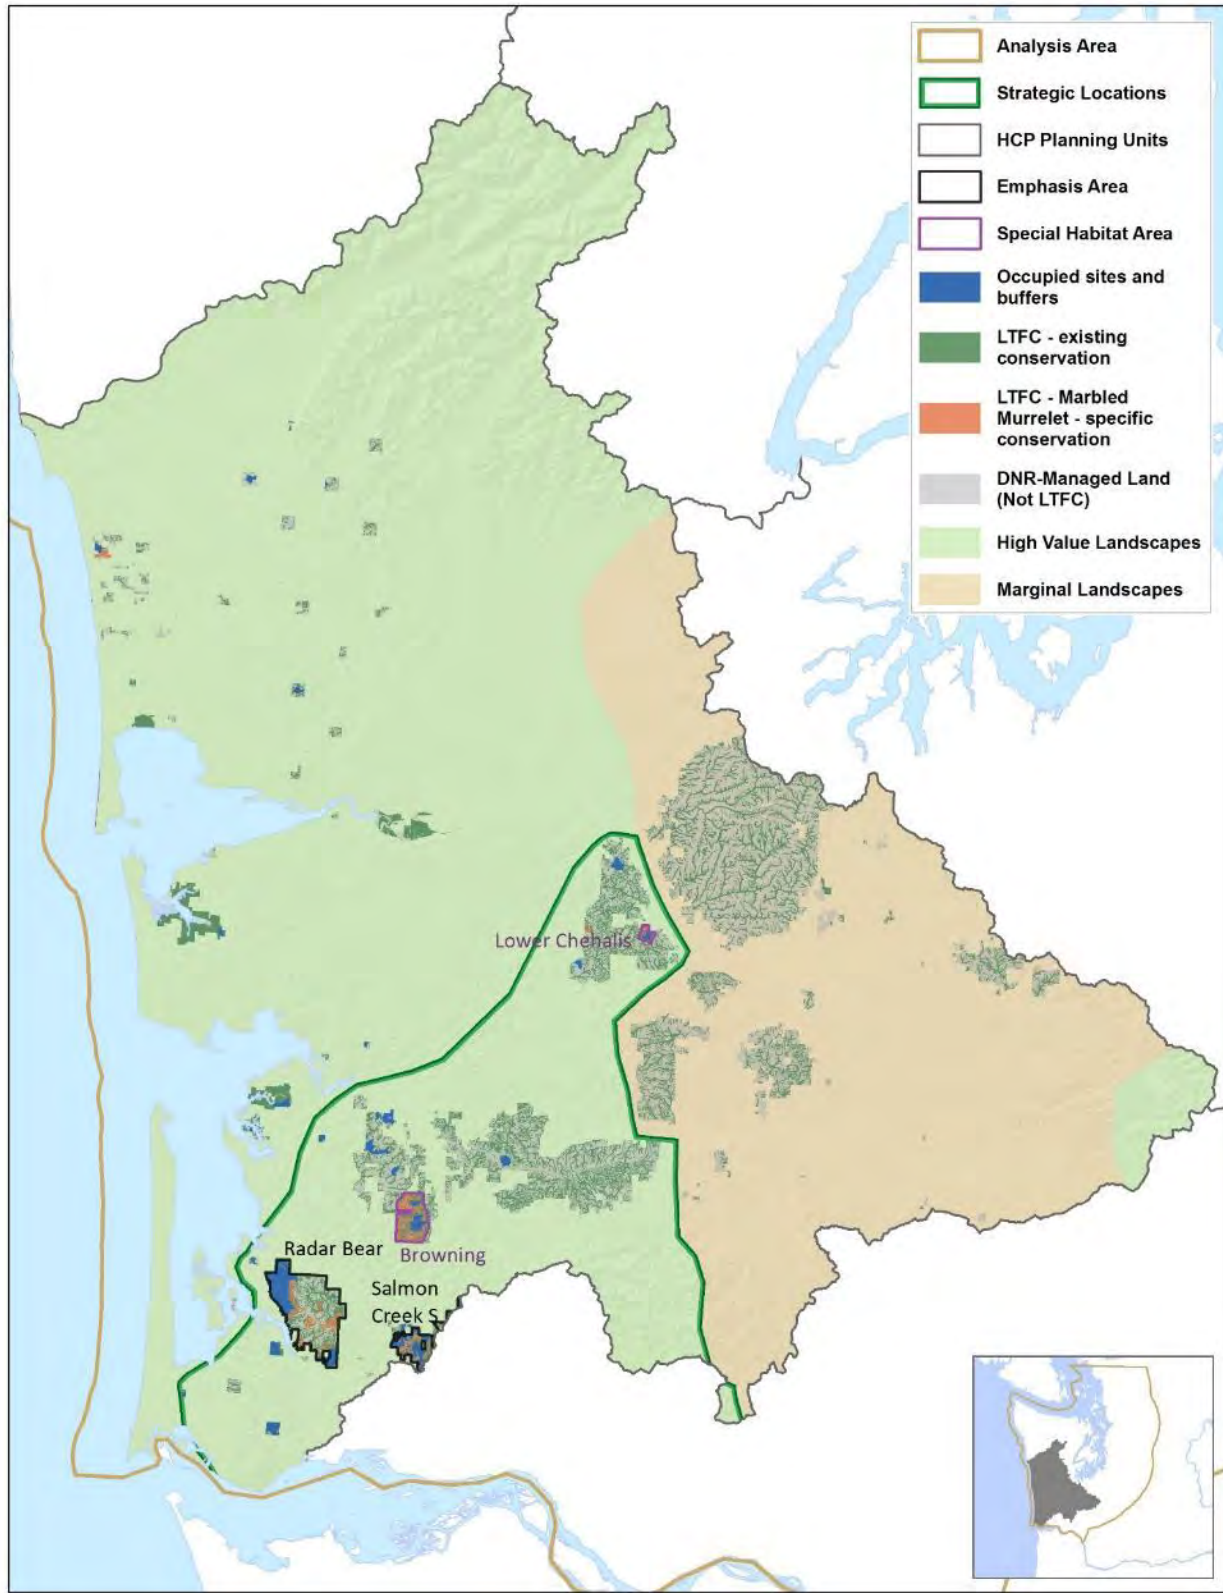 Analysis Area
Strategic Locations
HCP Planning Units
Emphasis Area
Special Habitat Area
Occupied sites and
buffers
LTFC - existing
conservation
LTFC - Marbled
Murrelet - specific
conservation
DNR-Managed Land
(Not LTFC)
High Value Landscapes
Marginal Landscapes
Lower Chehalis
Radar Bear
Browning
Salmon
Creek S